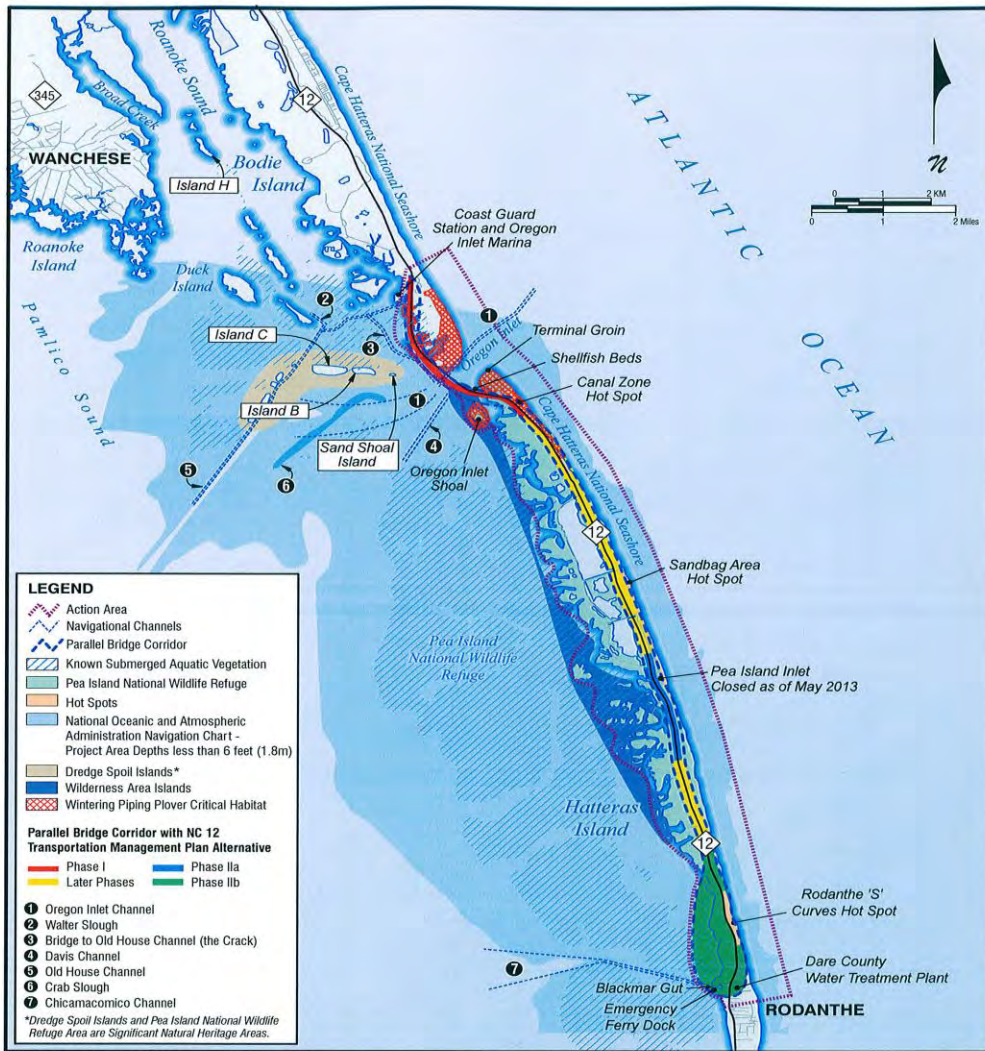 345
Broad Creek
Roanoke Sound
12
Cape Hatteras National Seashore
ATLANTIC
OCEAN
N
0 1 2 KM
0 1 2 Miles
WANCHESE
Island H
Bodie
Island
Roanoke
Island
Duck
Island
Pamlico Sound
Coast Guard
Station and Oregon
Inlet Marina
2
Island C
3
1
Oregon Inlet
Terminal Groin
Shellfish Beds
Canal Zone
Hot Spot
Island B
1
Sand Shoal
Island
4
Oregon Inlet
Shoal
5
6
Cape Hatteras National Seashore
12
Sandbag Area
Hot Spot
Pea Island
National Wildlife
Refuge
Pea Island Inlet
Closed as of May 2013
Hatteras
Island
12
Rodanthe 'S'
Curves Hot Spot
7
Blackmar Gut
Emergency
Ferry Dock
Dare County
Water Treatment Plant
RODANTHE
LEGEND
Action Area
Navigational Channels
Parallel Bridge Corridor
Known Submerged Aquatic Vegetation
Pea Island National Wildlife Refuge
Hot Spots
National Oceanic and Atmospheric
Administration Navigation Chart -
Project Area Depths less than 6 feet (1.8m)
Dredge Spoil Islands*
Wilderness Area Islands
Wintering Piping Plover Critical Habitat
Parallel Bridge Corridor with NC 12
Transportation Management Plan Alternative
Phase I Phase IIa
Later Phases Phase IIb
1 Oregon Inlet Channel
2 Walter Slough
3 Bridge to Old House Channel (the Crack)
4 Davis Channel
5 Old House Channel
6 Crab Slough
7 Chicamacomico Channel
*Dredge Spoil Islands and Pea Island National Wildlife
Refuge Area are Significant Natural Heritage Areas.